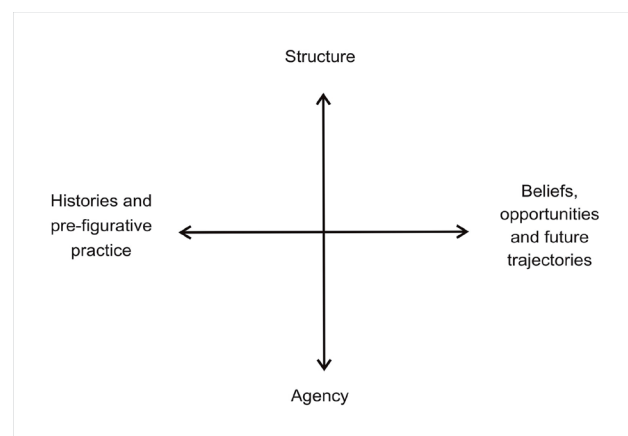 Structure
Histories and
pre-figurative
practice
Beliefs,
opportunities
and future
trajectories
Agency